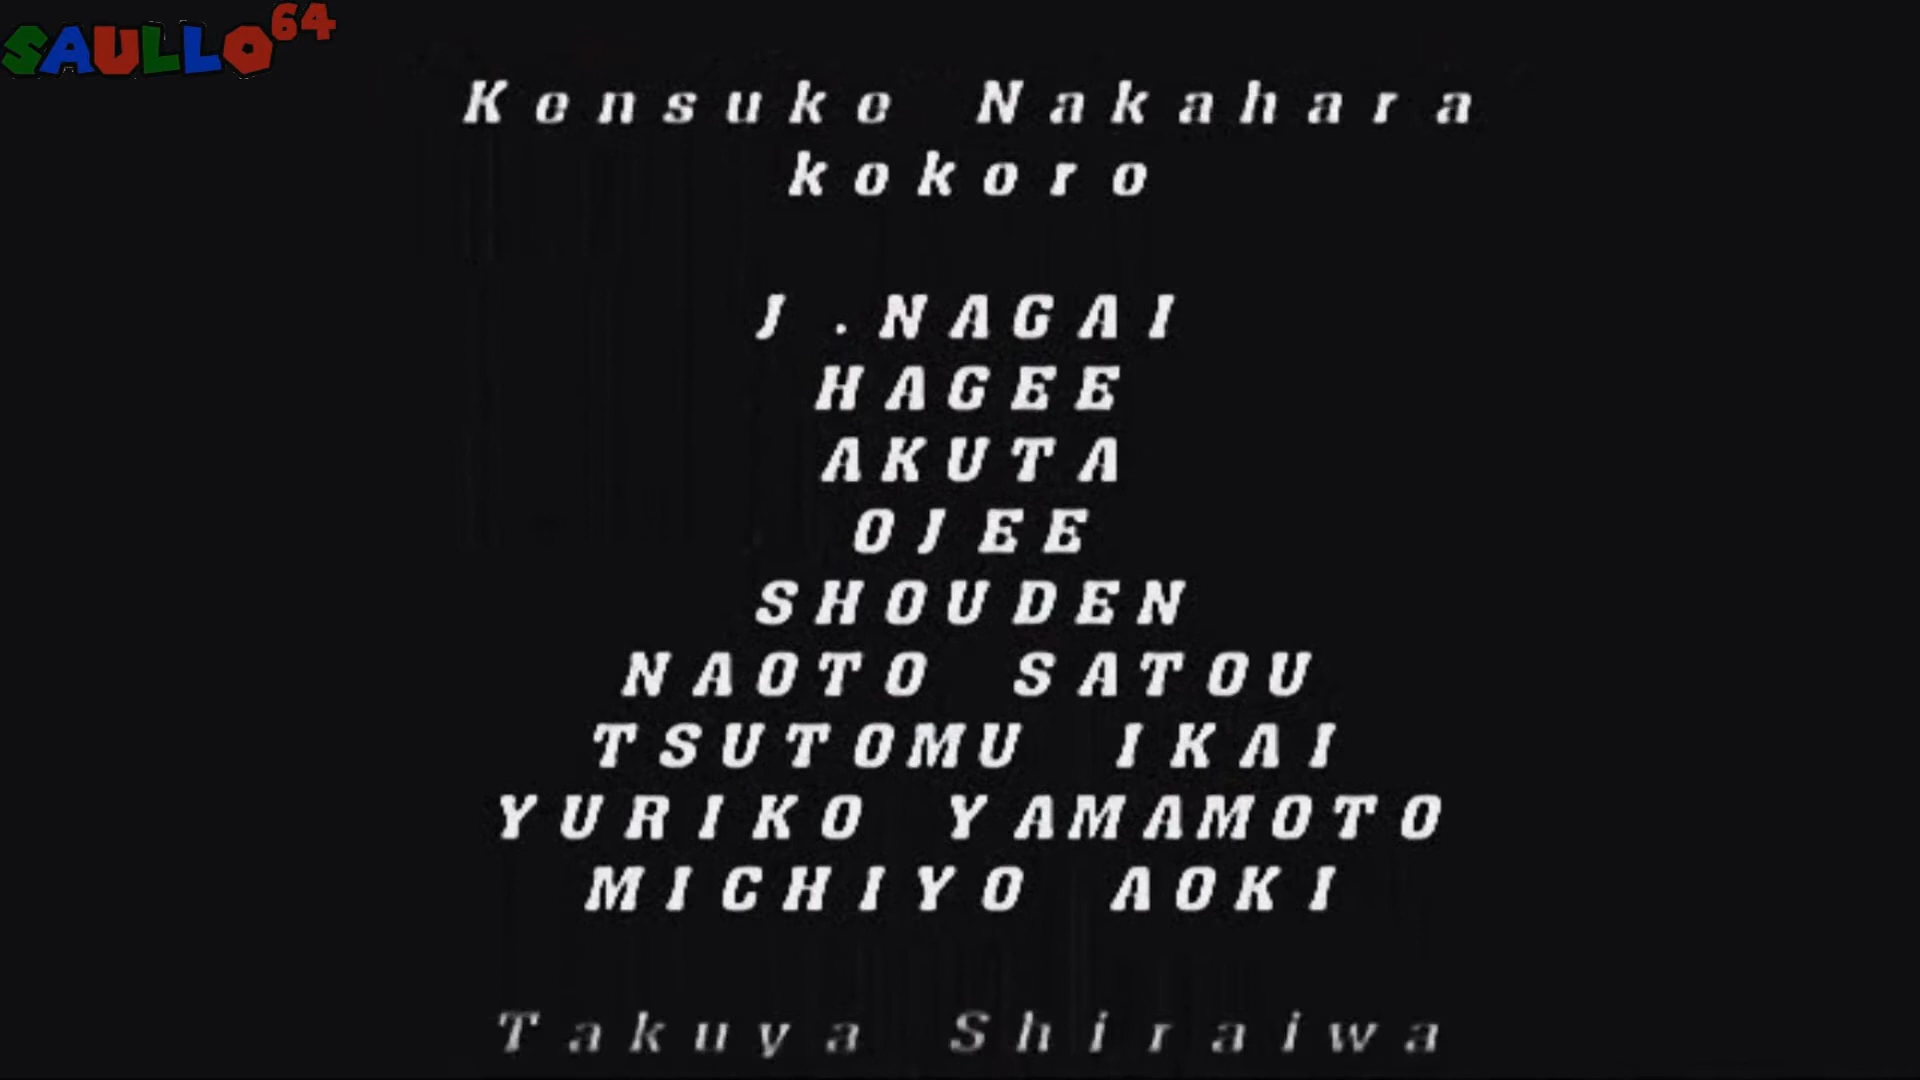 SAULLO64
Kensuke Nakahara
kokoro
J.NAGAI
HAGEE
AKUTA
OJEE
SHOUDEN
NAOTO SATOU
TSUTOMU IKAI
YURIKO YAMAMOTO
MICHIYO AOKI
Takuya Shiraiwa